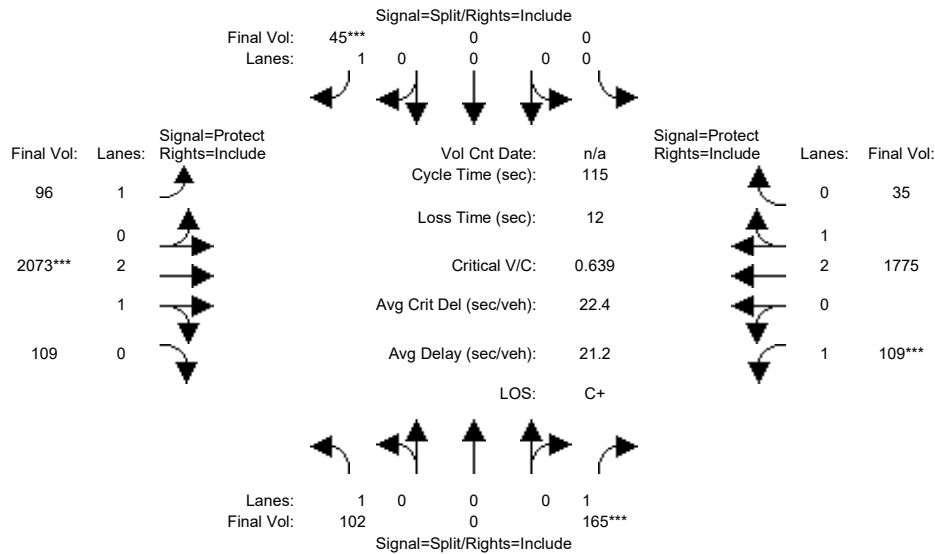 Signal=Split/Rights=Include
Final Vol: 45*** 0 0
Lanes: 1 0 0 0 0
Signal=Protect Signal=Protect
Final Vol: Lanes: Rights=Include Vol Cnt Date: n/a Rights=Include Lanes: Final Vol:
Cycle Time (sec): 115
96 1 0 35
Loss Time (sec): 12
0 1
2073*** 2 Critical V/C: 0.639 2 1775
1 Avg Crit Del (sec/veh): 22.4 0
109 0 Avg Delay (sec/veh): 21.2 1 109***
LOS: C+
Lanes: 1 0 0 0 1
Final Vol: 102 0 165***
Signal=Split/Rights=Include